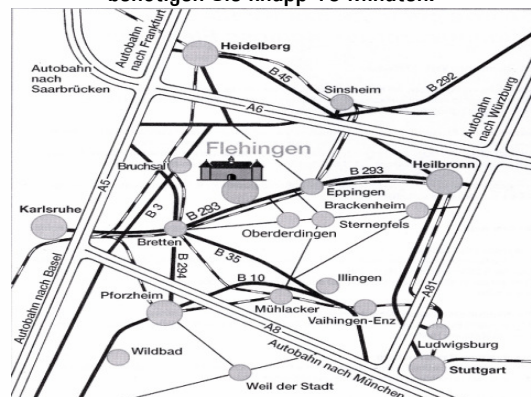 benötigen Sie knapp Minuten.
Autobahn nach Frankfurt
Heidelberg
Autobahn
nach
Saarbrücken
B 45
Sinsheim
B 292
A6
Autobahn
nach Würzburg
Flehingen
Bruchsal
A5
B 3
B 293
B 293
Heilbronn
Eppingen
Brackenheim
Karlsruhe
Bretten
Oberderdingen
Sternenfels
B 35
B 294
Autobahn nach Basel
B 10
Illingen
Pforzheim
Mühlacker
Vaihingen-Enz
A81
A8
Wildbad
Autobahn nach München
Ludwigsburg
Stuttgart
Weil der Stadt